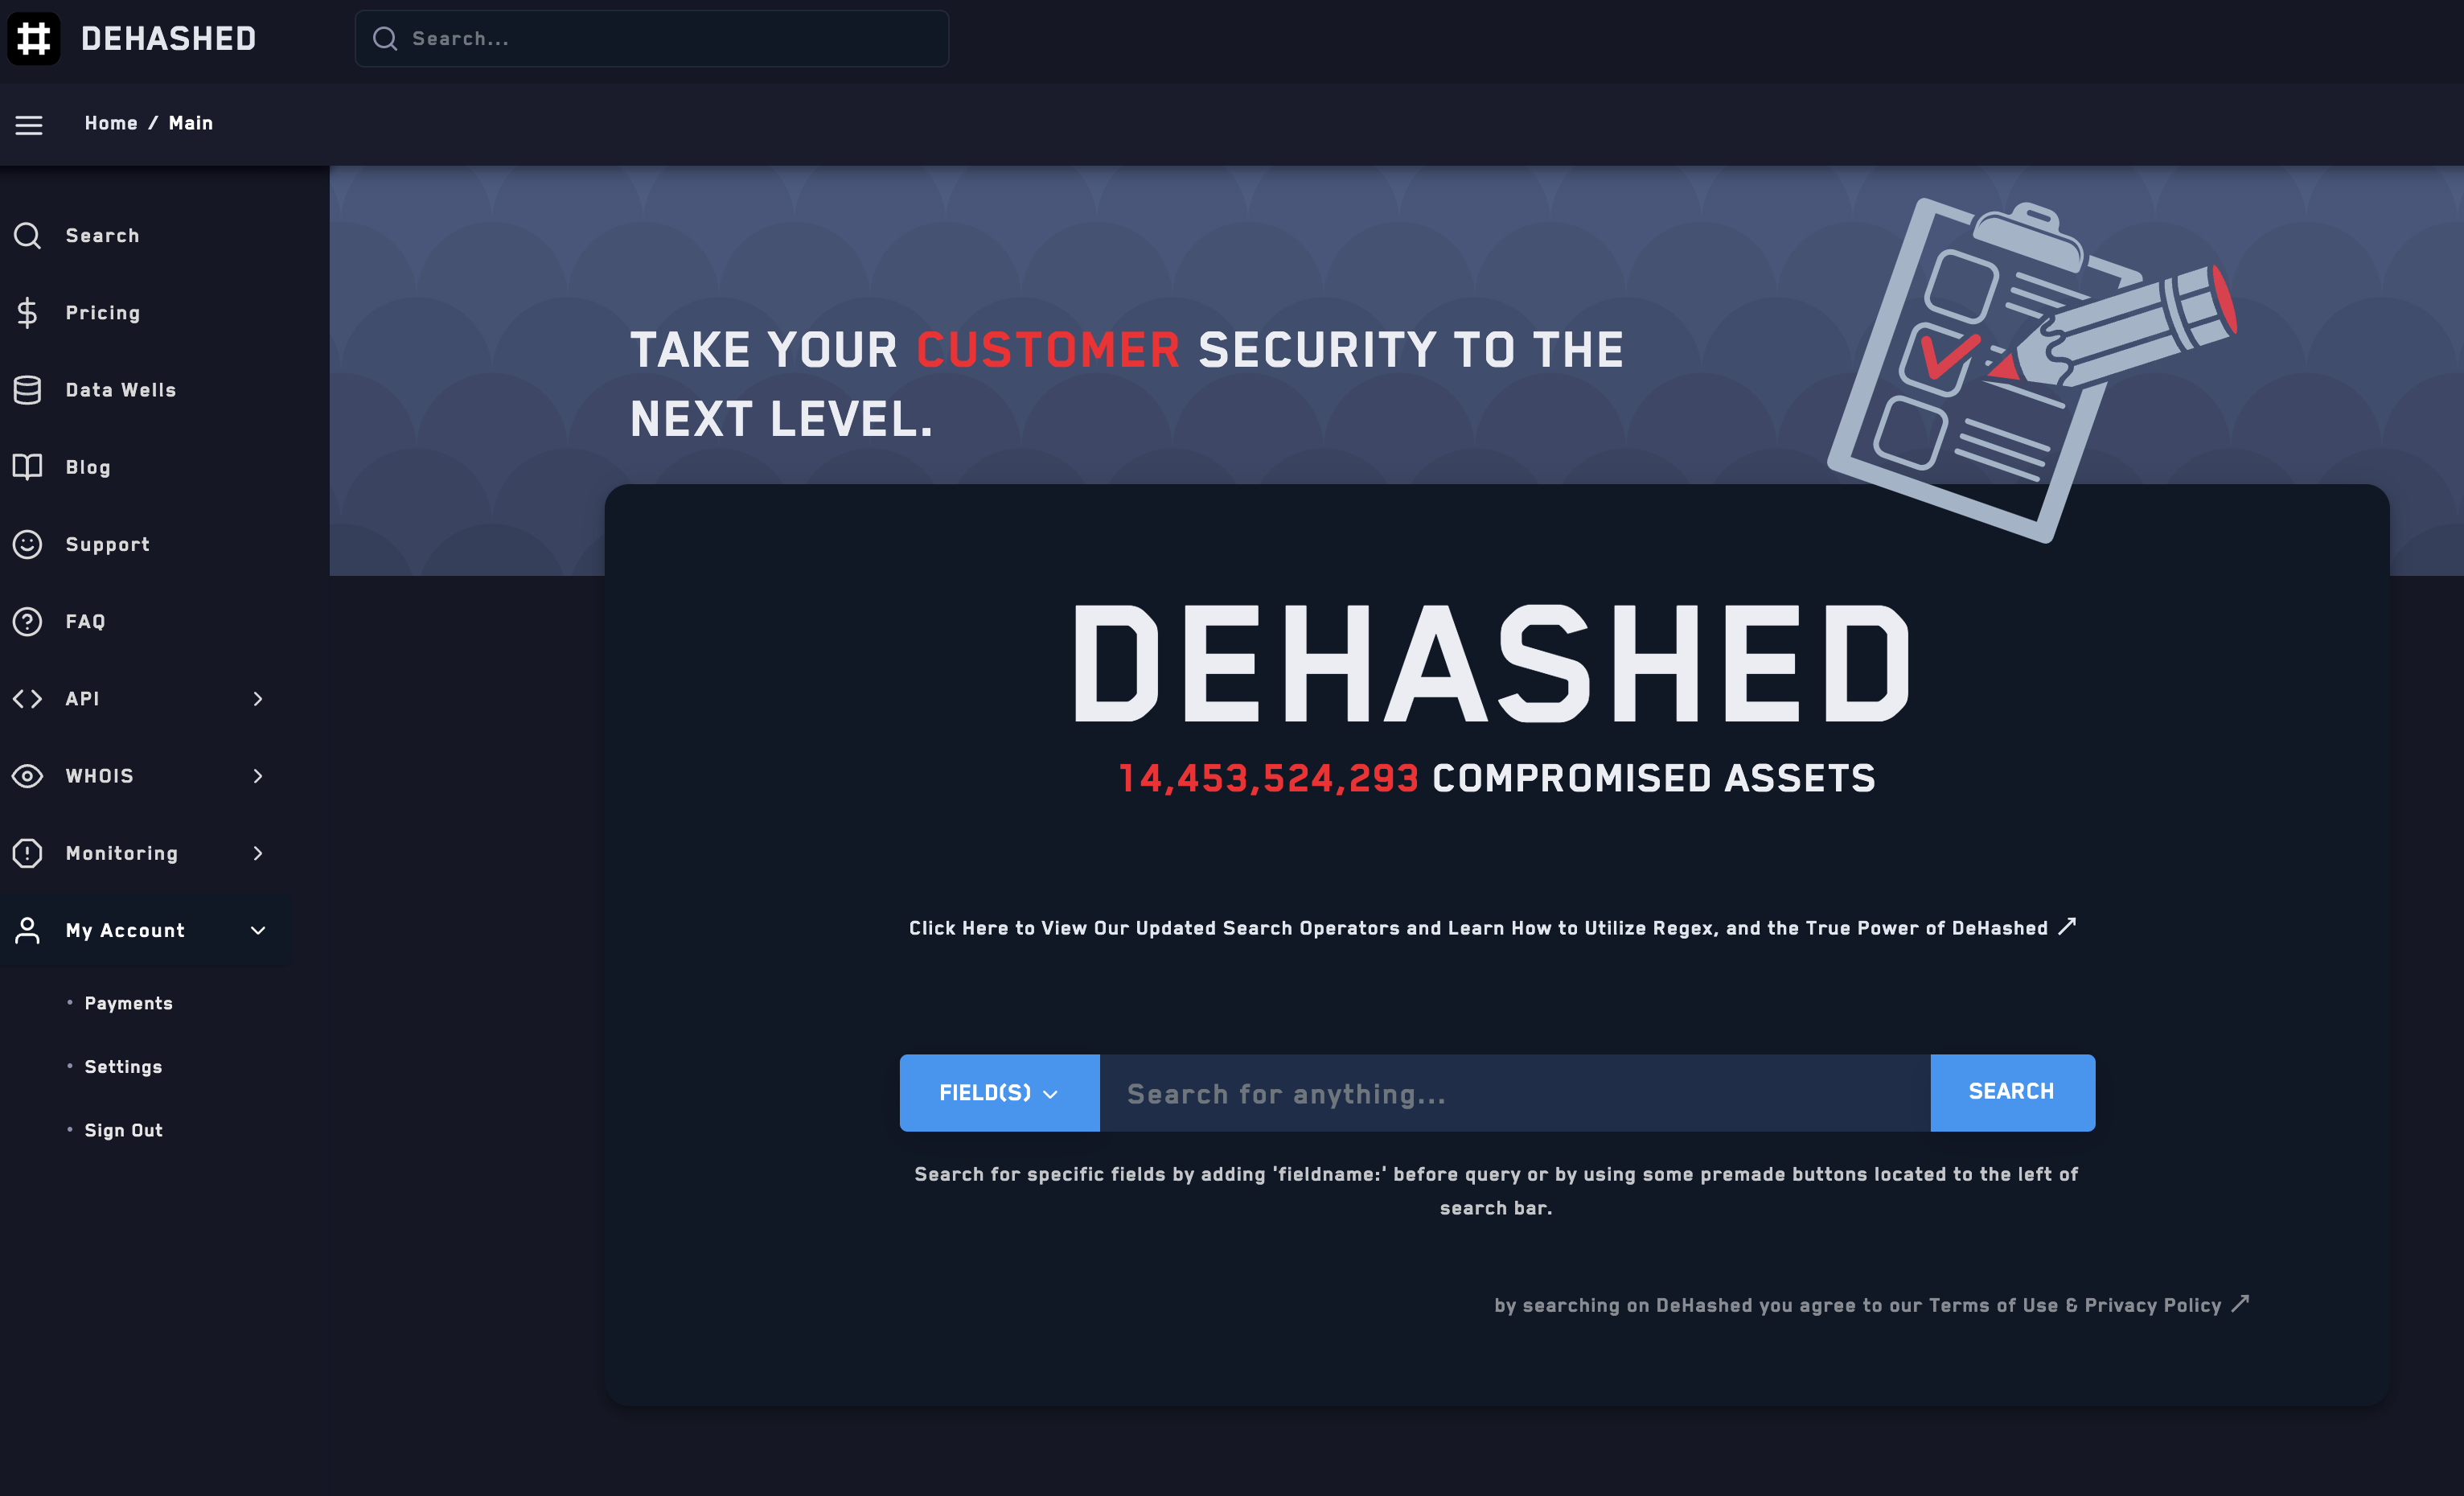 DEHASHED
Search...
Home / Main
Search
Pricing
Data Wells
Blog
Support
FAQ
API
WHOIS
Monitoring
My Account
• Payments
• Settings
• Sign Out
TAKE YOUR CUSTOMER SECURITY TO THE
NEXT LEVEL.
DEHASHED
14,453,524,293 COMPROMISED ASSETS
Click Here to View Our Updated Search Operators and Learn How to Utilize Regex, and the True Power of DeHashed
FIELD(S)
Search for anything...
SEARCH
Search for specific fields by adding 'fieldname:' before query or by using some premade buttons located to the left of
search bar.
by searching on DeHashed you agree to our Terms of Use & Privacy Policy